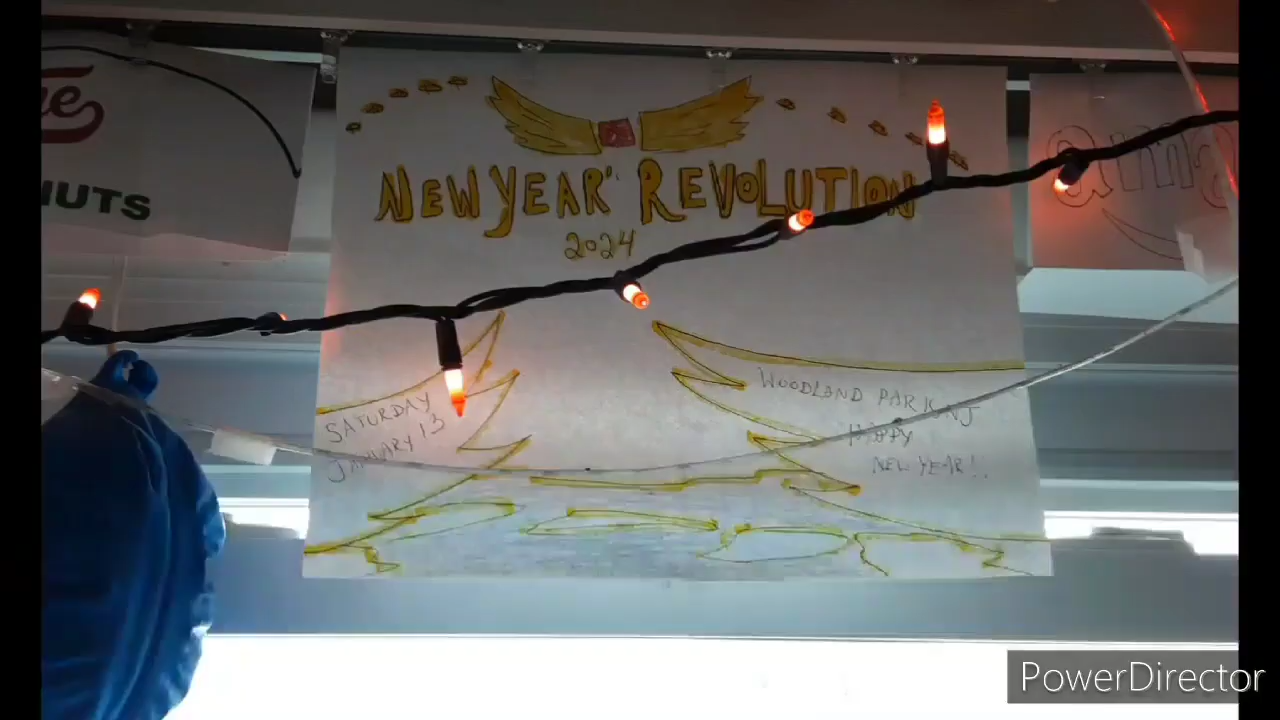 NEW YEAR' REVOLUTION
2024
SATURDAY
JANUARY 13
WOODLAND PARK NJ
HAPPY
NEW YEAR!.
NUTS
PowerDirector